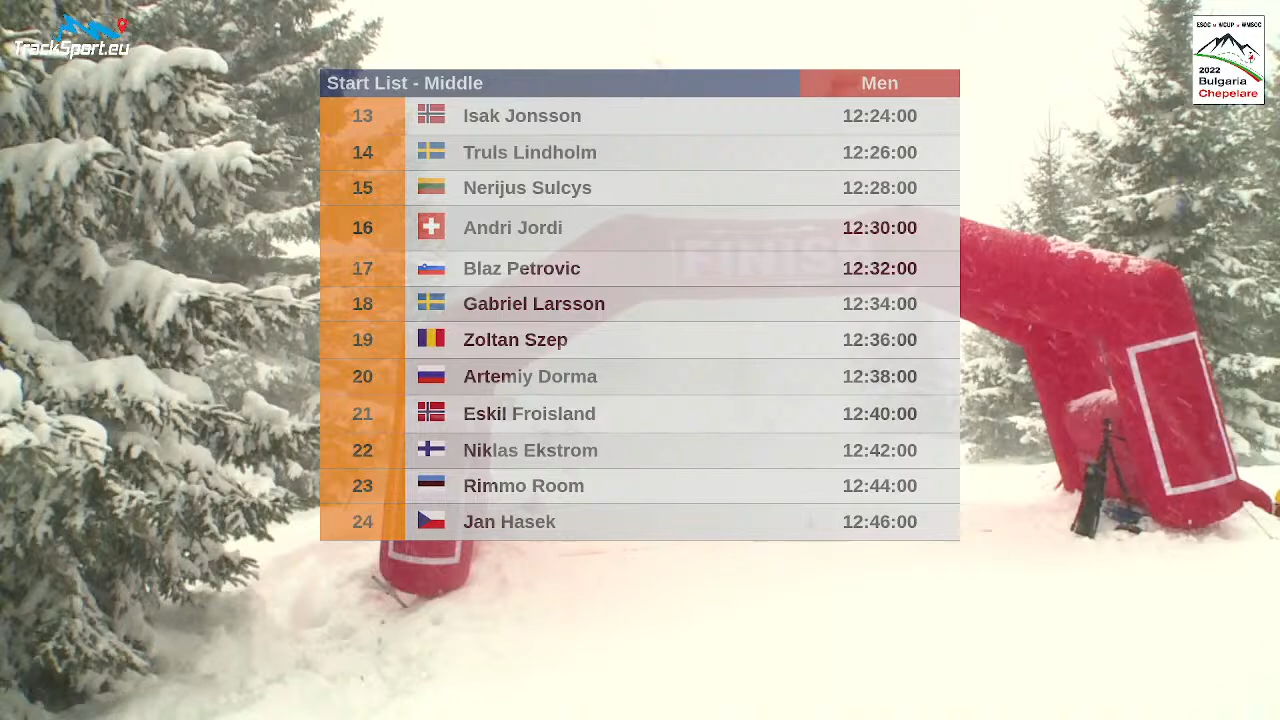 TrackSport.eu
ESOC WCUP WMSOC
2022
Bulgaria
Chepelare
Start List - Middle Men
13 Isak Jonsson 12:24:00
14 Truls Lindholm 12:26:00
15 Nerijus Sulcys 12:28:00
16 Andri Jordi 12:30:00
17 Blaz Petrovic 12:32:00
18 Gabriel Larsson 12:34:00
19 Zoltan Szep 12:36:00
20 Artemiy Dorma 12:38:00
21 Eskil Froisland 12:40:00
22 Niklas Ekstrom 12:42:00
23 Rimmo Room 12:44:00
24 Jan Hasek 12:46:00
FINISH